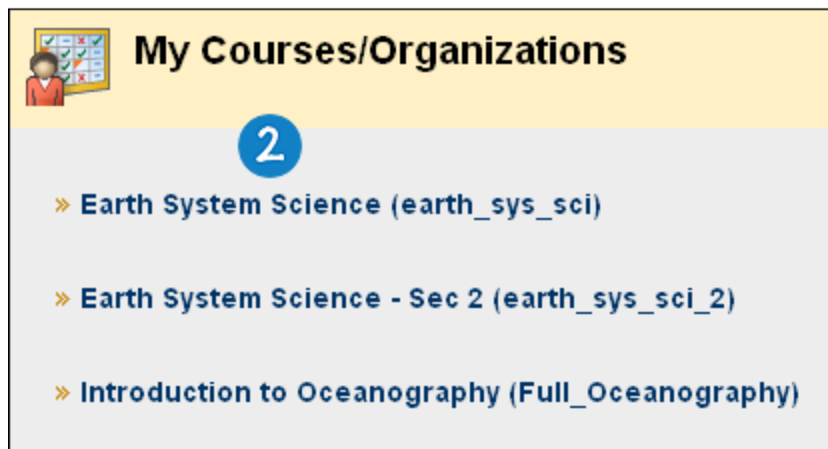 My Courses/Organizations
2
» Earth System Science (earth_sys_sci)
» Earth System Science - Sec 2 (earth_sys_sci_2)
» Introduction to Oceanography (Full_Oceanography)